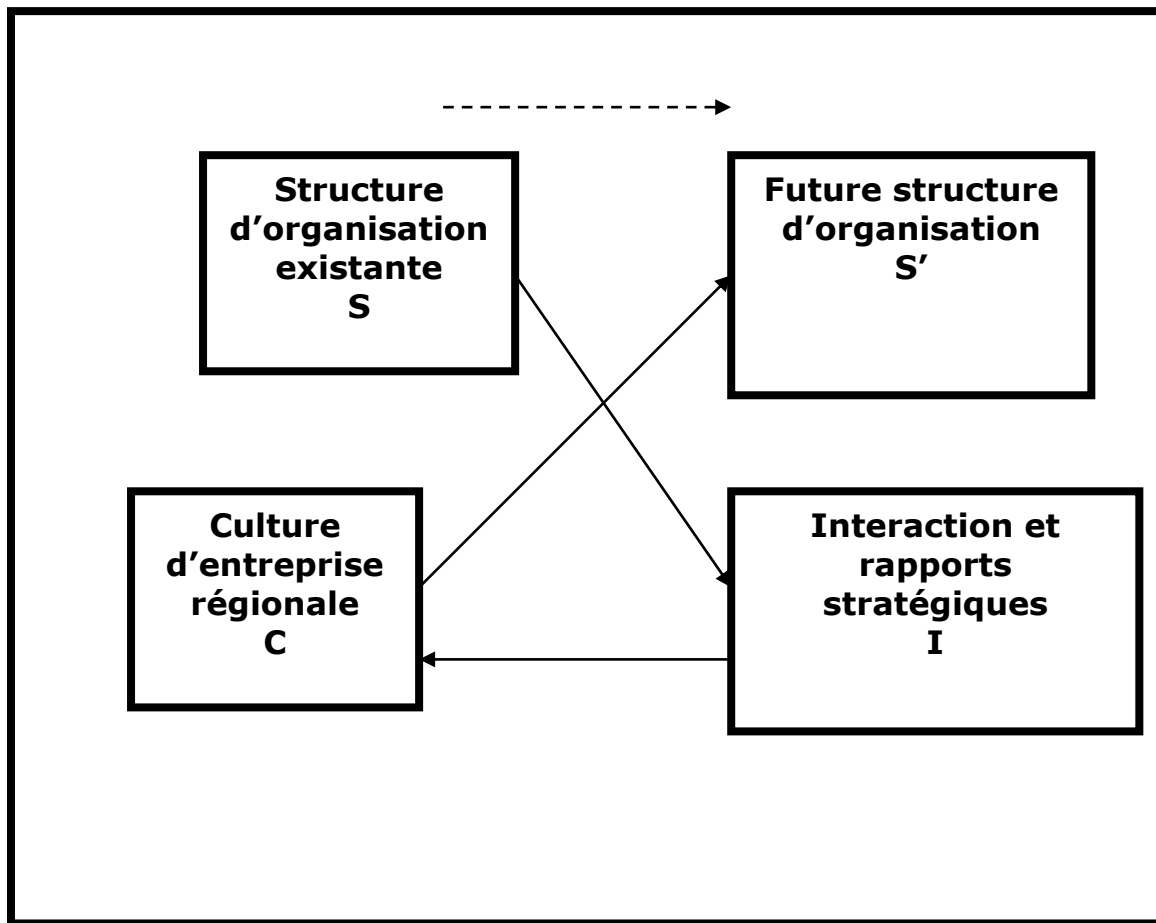 Structure
d’organisation
existante
S
Future structure
d’organisation
S’
Culture
d’entreprise
régionale
C
Interaction et
rapports
stratégiques
I